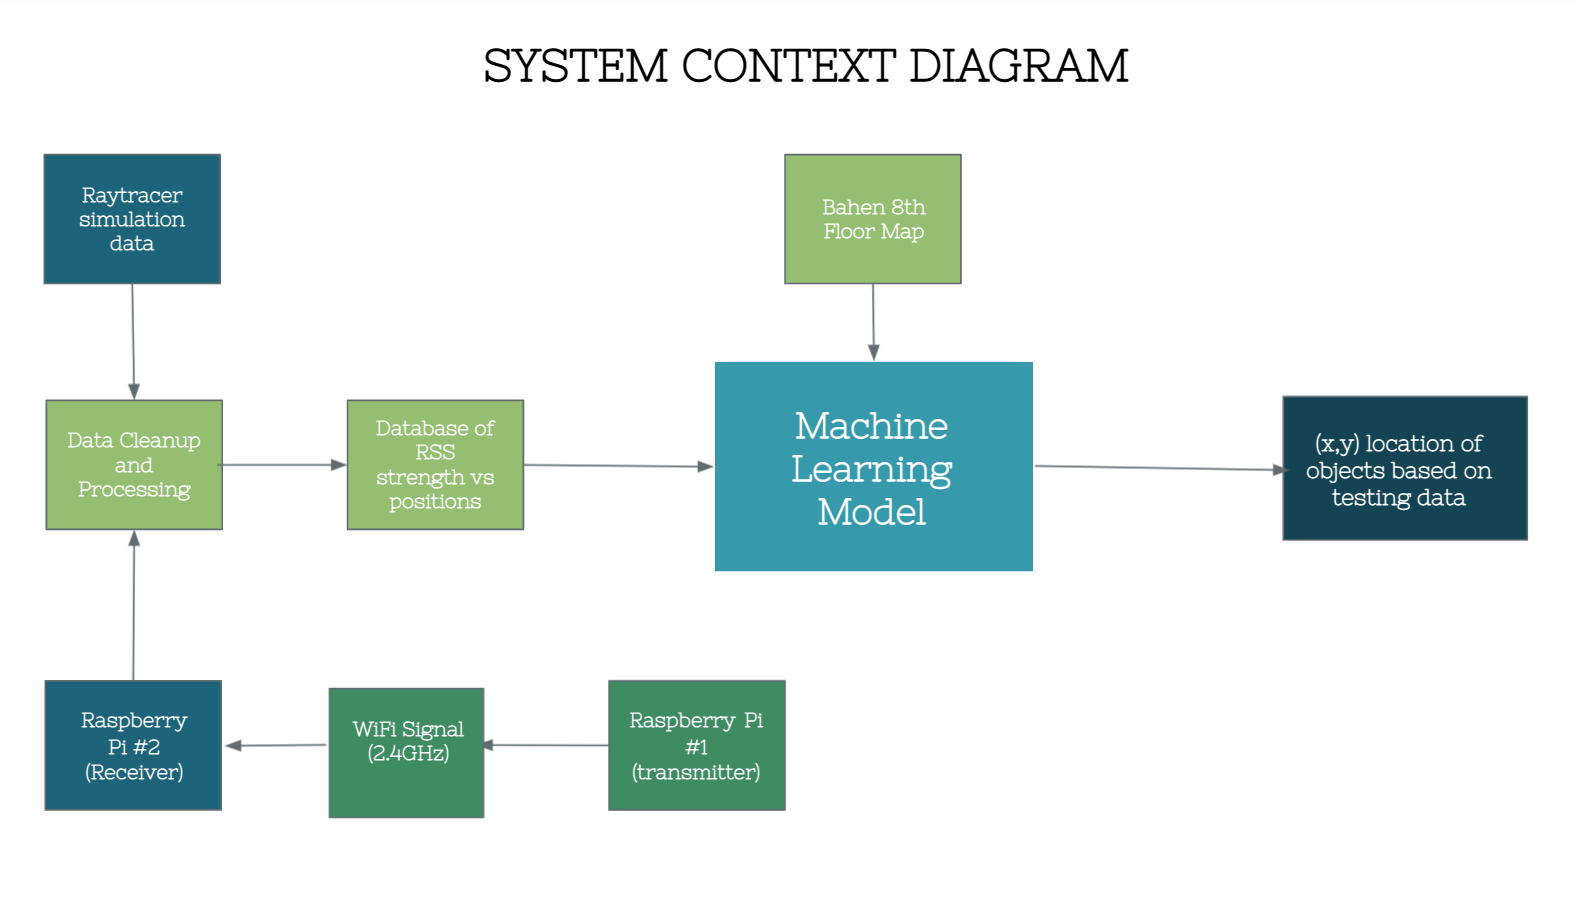 SYSTEM CONTEXT DIAGRAM
Raytracer
simulation
data
Bahen 8th
Floor Map
Data Cleanup
and
Processing
Database of
RSS
strength vs
positions
Machine
Learning
Model
(x,y) location of
objects based on
testing data
Raspberry
Pi #2
(Receiver)
WiFi Signal
(2.4GHz)
Raspberry Pi
#1
(transmitter)